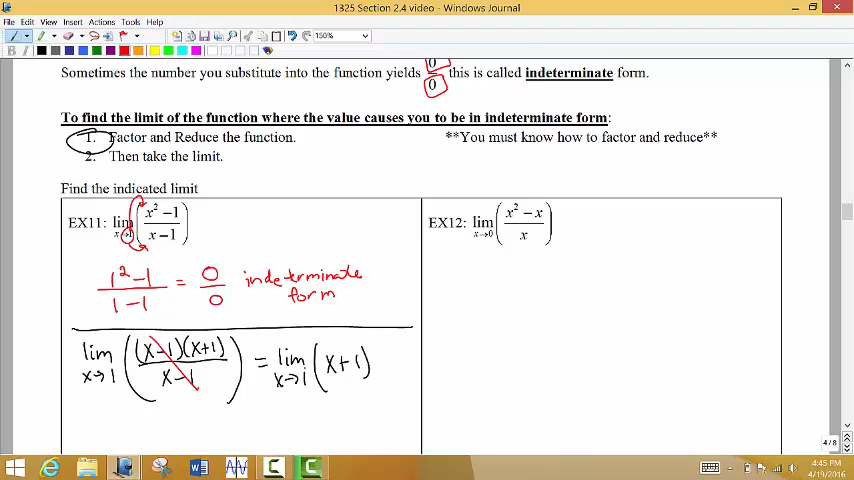 1325 Section 2.4 video - Windows Journal
File Edit View Insert Actions Tools Help
150%
B I
Sometimes the number you substitute into the function yields 0/0 this is called indeterminate form.
To find the limit of the function where the value causes you to be in indeterminate form:
1. Factor and Reduce the function. **You must know how to factor and reduce**
2. Then take the limit.
Find the indicated limit
EX11: lim x→1 (x² − 1 / x − 1)
EX12: lim x→0 (x² − x / x)
1² − 1 / 1 − 1 = 0 / 0 indeterminate
form
lim x→1 ((x−1)(x+1) / x−1) = lim x→1 (x+1)
4/8
4:45 PM
4/19/2016